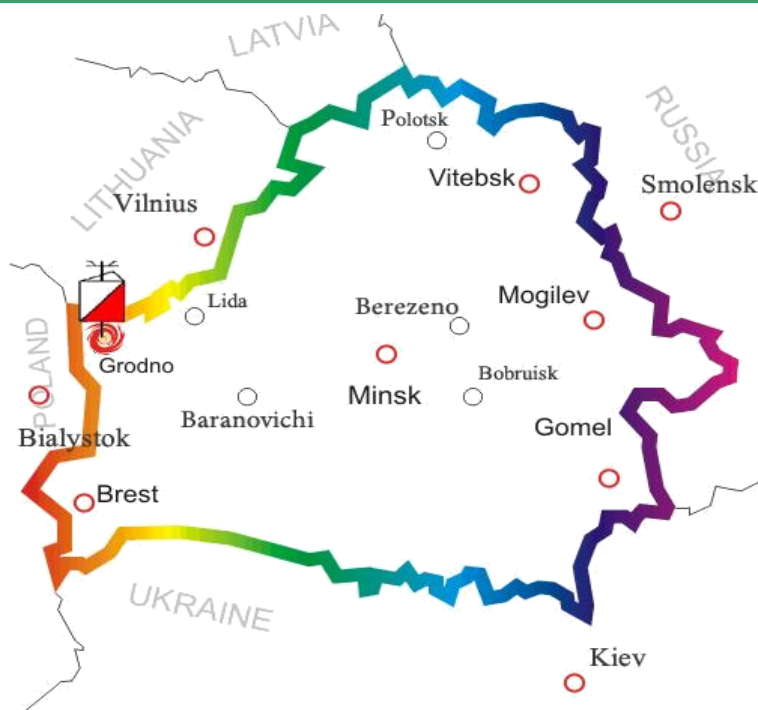 LATVIA
RUSSIA
LITHUANIA
Polotsk
Vitebsk
Smolensk
Vilnius
Lida
Berezeno
Mogilev
POLAND
Grodno
Minsk
Bobruisk
Baranovichi
Gomel
Bialystok
Brest
UKRAINE
Kiev